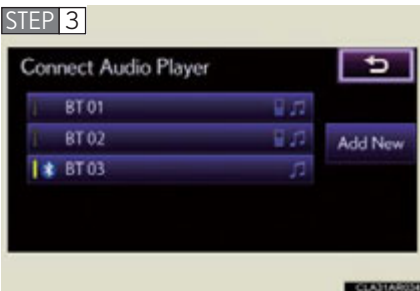 STEP 3
Connect Audio Player
BT 01
BT 02
Add New
BT 03